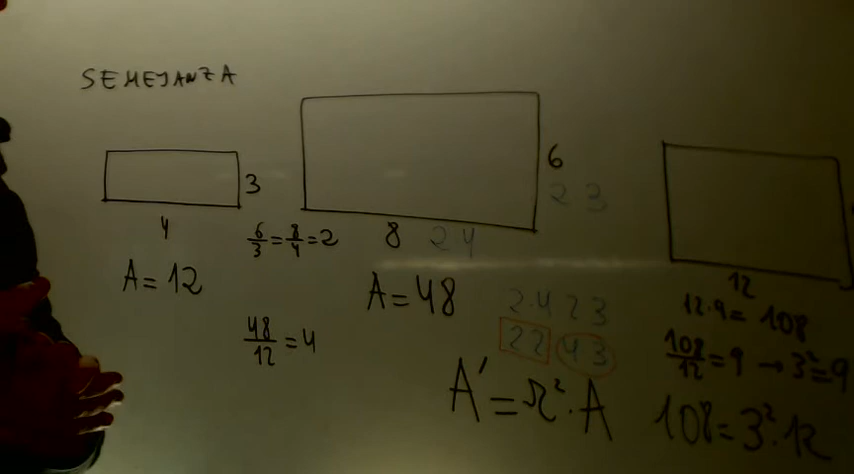 SEMEJANZA
3
4
A = 12
6/3 = 8/4 = 2
48/12 = 4
6
2 3
8 2 4
A = 48
2·4 2 3
2 2 4 3
A' = r²·A
12
12·9 = 108
108/12 = 9 → 3² = 9
108 = 3²·12